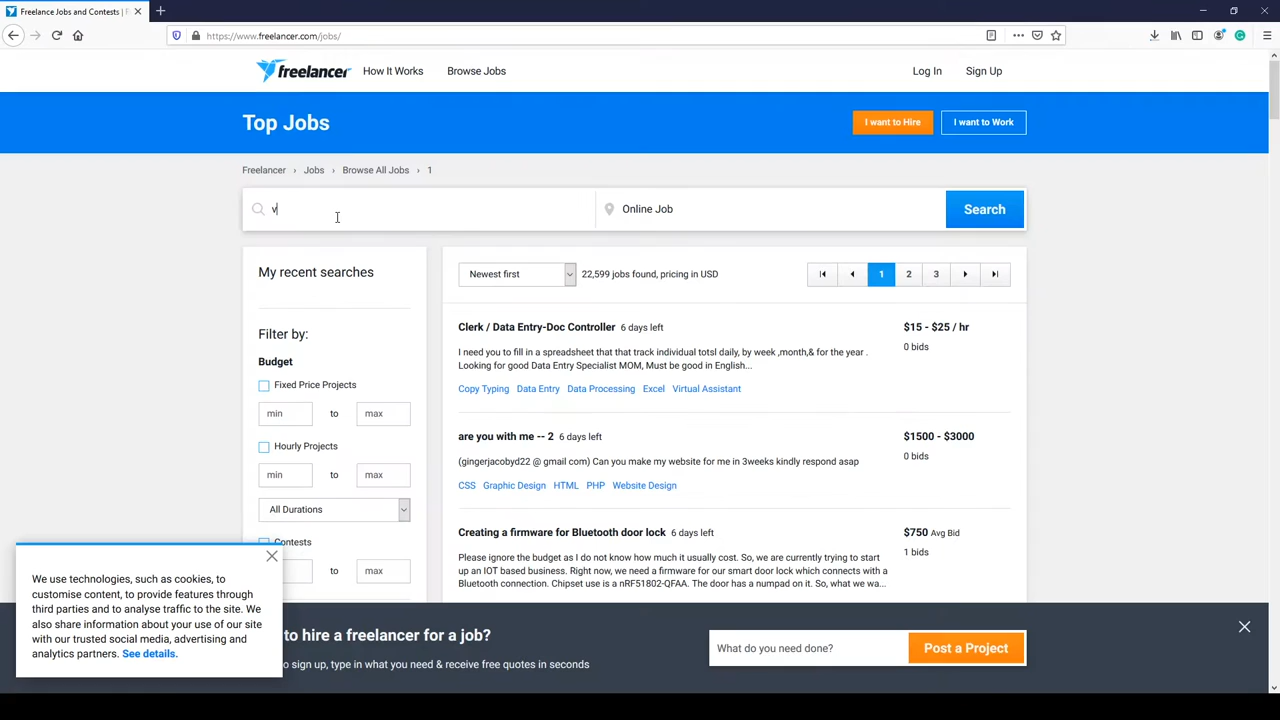 Freelance Jobs and Contests | F
https://www.freelancer.com/jobs/
freelancer
How It Works
Browse Jobs
Log In
Sign Up
Top Jobs
I want to Hire
I want to Work
Freelancer › Jobs › Browse All Jobs › 1
v
Online Job
Search
My recent searches
Filter by:
Budget
Fixed Price Projects
min to max
Hourly Projects
min to max
All Durations
Contests
max
Newest first
22,599 jobs found, pricing in USD
1 2 3
Clerk / Data Entry-Doc Controller 6 days left
$15 - $25 / hr
0 bids
I need you to fill in a spreadsheet that that track individual totsl daily, by week ,month,& for the year .
Looking for good Data Entry Specialist MOM, Must be good in English...
Copy Typing Data Entry Data Processing Excel Virtual Assistant
are you with me -- 2 6 days left
$1500 - $3000
0 bids
(gingerjacobyd22 @ gmail com) Can you make my website for me in 3weeks kindly respond asap
CSS Graphic Design HTML PHP Website Design
Creating a firmware for Bluetooth door lock 6 days left
$750 Avg Bid
1 bids
Please ignore the budget as I do not know how much it usually cost. So, we are currently trying to start
up an IOT based business. Right now, we need a firmware for our smart door lock which connects with a
Bluetooth connection. Chipset use is a nRF51802-QFAA. The door has a numpad on it. So, what we wa...
We use technologies, such as cookies, to
customise content, to provide features through
third parties and to analyse traffic to the site. We
also share information about your use of our site
with our trusted social media, advertising and
analytics partners. See details.
to hire a freelancer for a job?
to sign up, type in what you need & receive free quotes in seconds
What do you need done?
Post a Project